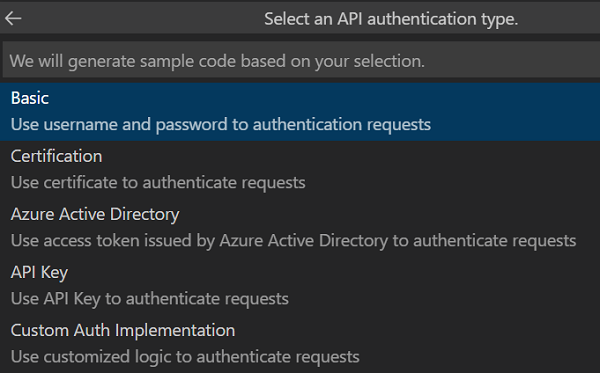 Select an API authentication type.
We will generate sample code based on your selection.
Basic
Use username and password to authentication requests
Certification
Use certificate to authenticate requests
Azure Active Directory
Use access token issued by Azure Active Directory to authenticate requests
API Key
Use API Key to authenticate requests
Custom Auth Implementation
Use customized logic to authenticate requests